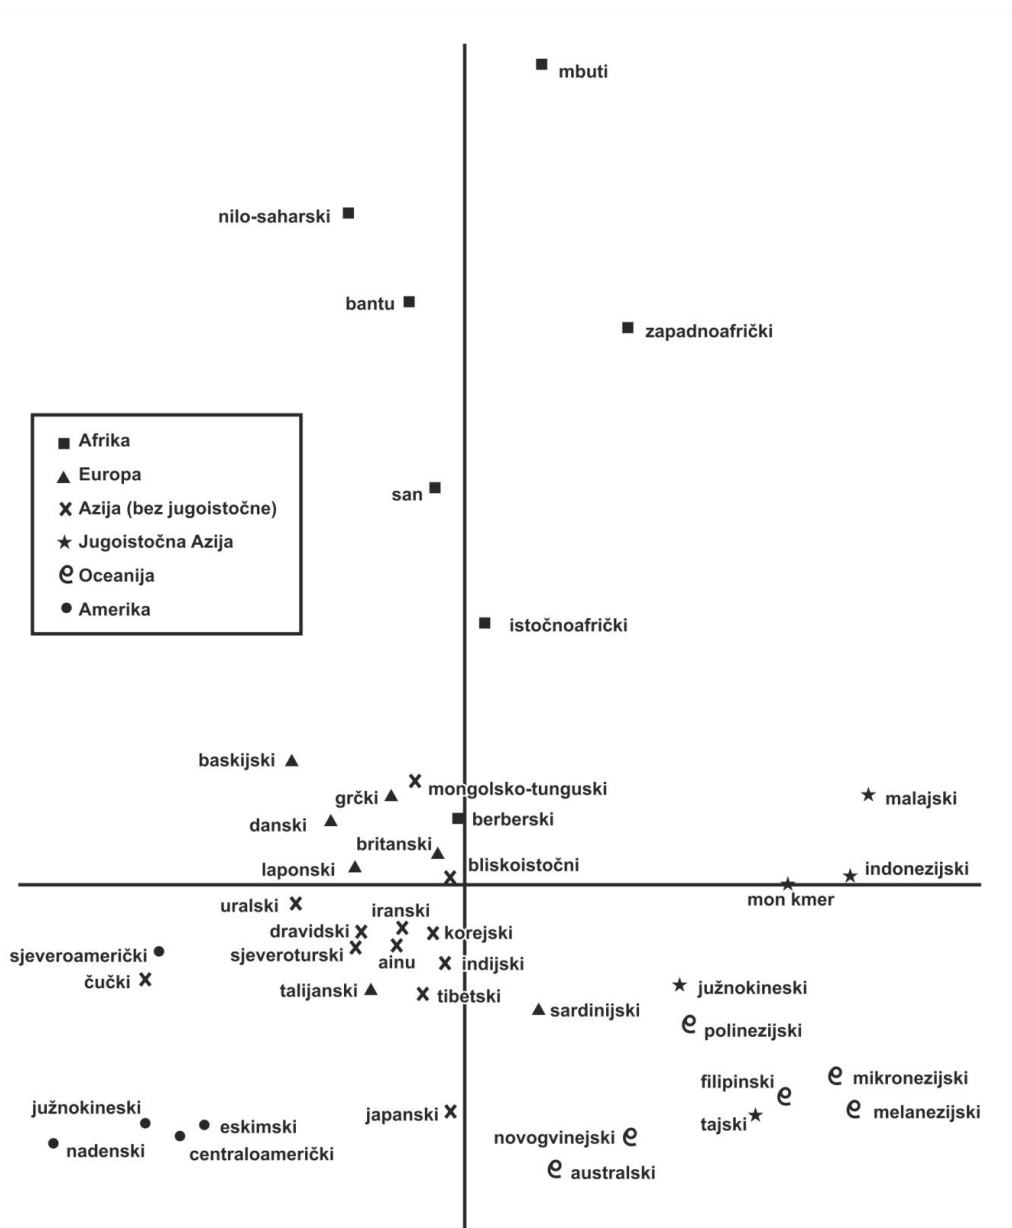 mbuti
nilo-saharski
bantu
zapadnoafrički
Afrika
Europa
Azija (bez jugoistočne)
Jugoistočna Azija
Oceanija
Amerika
san
istočnoafrički
baskijski
mongolsko-tunguski
grčki
malajski
danski
berberski
britanski
bliskoistočni
laponski
indonezijski
mon kmer
uralski
iranski
dravidski
korejski
sjeveroturski
ainu
indijski
sjeveroamerički
čučki
talijanski
tibetski
južnokineski
sardinijski
polinezijski
filipinski
mikronezijski
južnokineski
japanski
melanezijski
eskimski
tajski
nadenski
centraloamerički
novogvinejski
australski